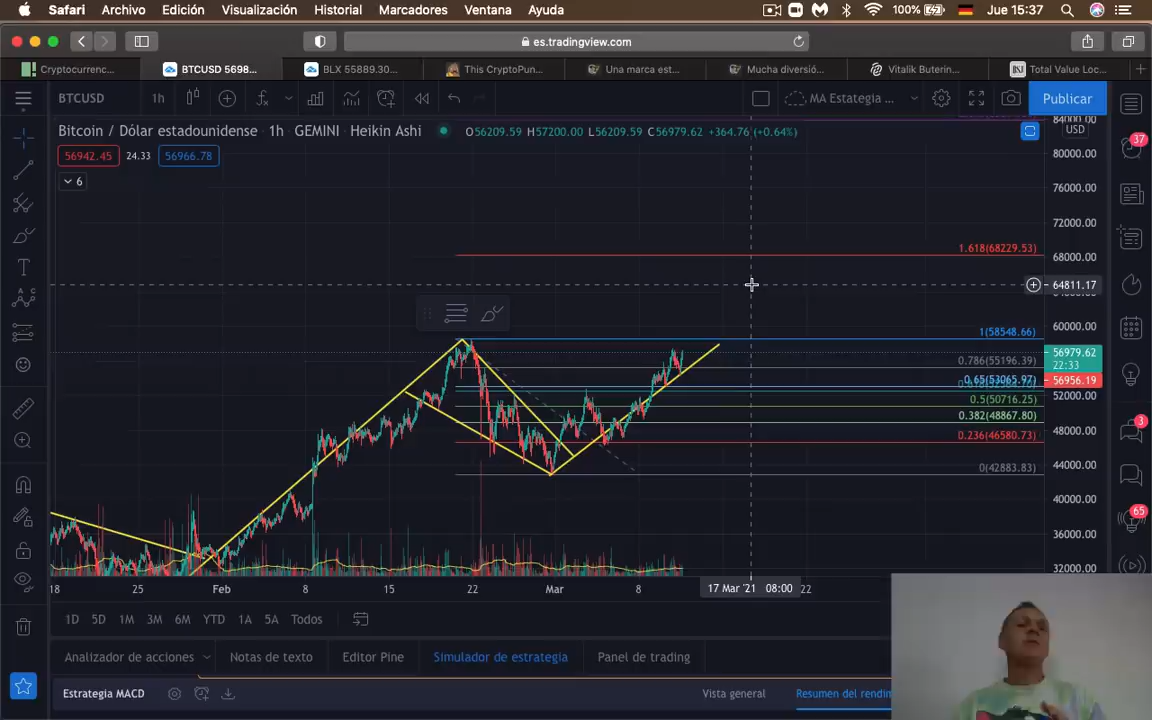 Safari Archivo Edición Visualización Historial Marcadores Ventana Ayuda 100% Jue 15:37
es.tradingview.com
Cryptocurrenc... BTCUSD 5698... BLX 55889.30... This CryptoPun... Una marca est... Mucha diversió... Vitalik Buterin... Total Value Loc...
BTCUSD 1h MA Estategia ... Publicar
Bitcoin / Dólar estadounidense · 1h · GEMINI · Heikin Ashi O56209.59 H57200.00 L56209.59 C56979.62 +364.76 (+0.64%)
84000.00
USD
37
56942.45 24.33 56966.78
80000.00
6
76000.00
72000.00
1.618(68229.53)
68000.00
64811.17
60000.00
1(58548.66)
56979.62
22:33
0.786(55196.39)
56956.19
0.65(53065.97)
52000.00
0.5(50716.25)
0.382(48867.80)
48000.00
3
0.236(46580.73)
44000.00
0(42883.83)
40000.00
65
36000.00
32000.00
18 25 Feb 8 15 22 Mar 8 17 Mar '21 08:00 22
1D 5D 1M 3M 6M YTD 1A 5A Todos
Analizador de acciones Notas de texto Editor Pine Simulador de estrategia Panel de trading
Estrategia MACD Vista general Resumen del rendin